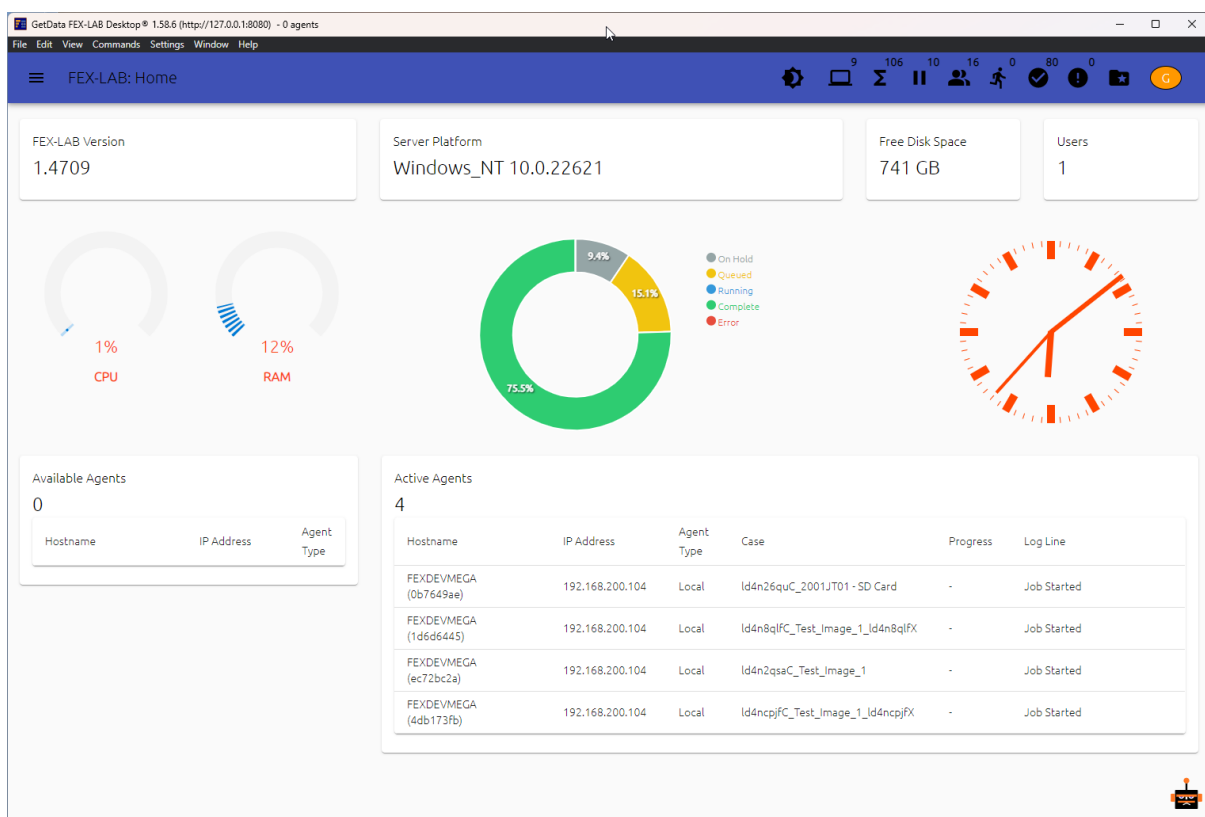 GetData FEX-LAB Desktop® 1.58.6 (http://127.0.0.1:8080) - 0 agents
File Edit View Commands Settings Window Help
FEX-LAB: Home
9 106 10 16 0 80 0
G
FEX-LAB Version
1.4709
Server Platform
Windows_NT 10.0.22621
Free Disk Space
741 GB
Users
1
1%
CPU
12%
RAM
9.4%
15.1%
75.5%
On Hold
Queued
Running
Complete
Error
Available Agents
0
Hostname IP Address Agent Type
Active Agents
4
Hostname IP Address Agent Type Case Progress Log Line
FEXDEVMEGA
(0b7649ae) 192.168.200.104 Local ld4n26quC_2001JT01 - SD Card - Job Started
FEXDEVMEGA
(1d6d6445) 192.168.200.104 Local ld4n8qlfC_Test_Image_1_ld4n8qlfX - Job Started
FEXDEVMEGA
(ec72bc2a) 192.168.200.104 Local ld4n2qsaC_Test_Image_1 - Job Started
FEXDEVMEGA
(4db173fb) 192.168.200.104 Local ld4ncpjfC_Test_Image_1_ld4ncpjfX - Job Started